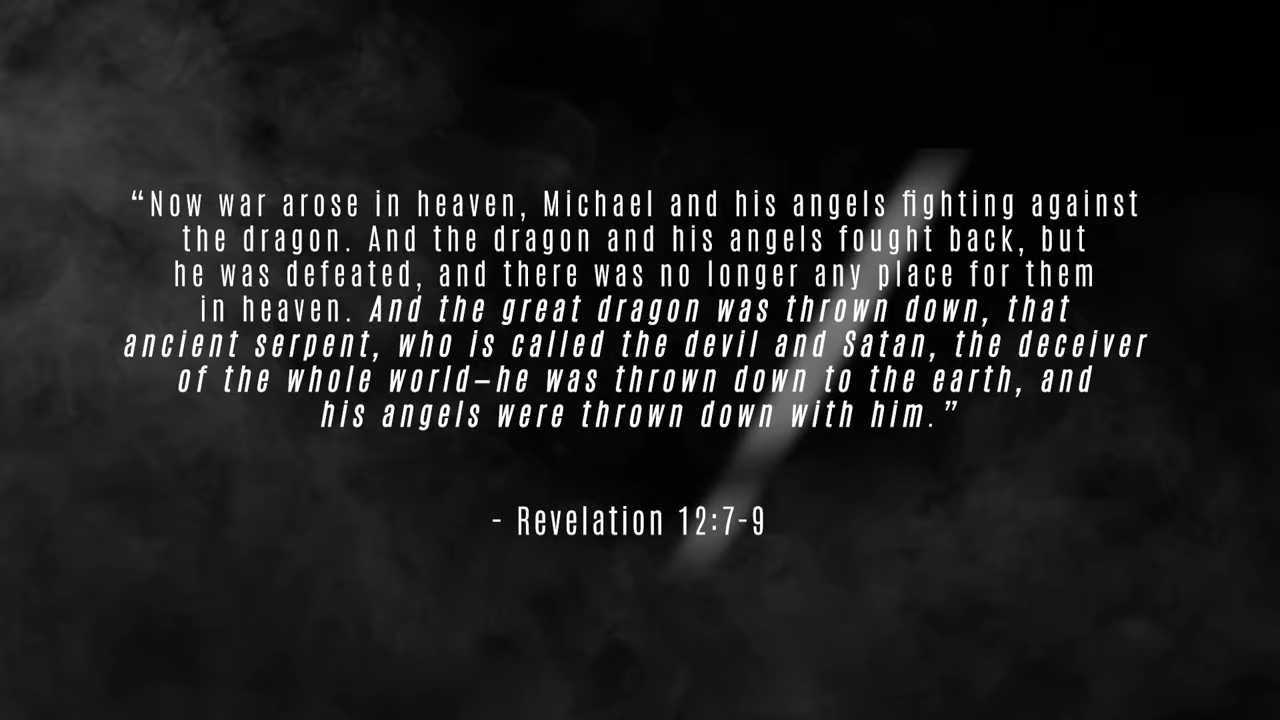 “Now war arose in heaven, Michael and his angels fighting against
the dragon. And the dragon and his angels fought back, but
he was defeated, and there was no longer any place for them
in heaven. And the great dragon was thrown down, that
ancient serpent, who is called the devil and Satan, the deceiver
of the whole world—he was thrown down to the earth, and
his angels were thrown down with him.”
- Revelation 12:7-9